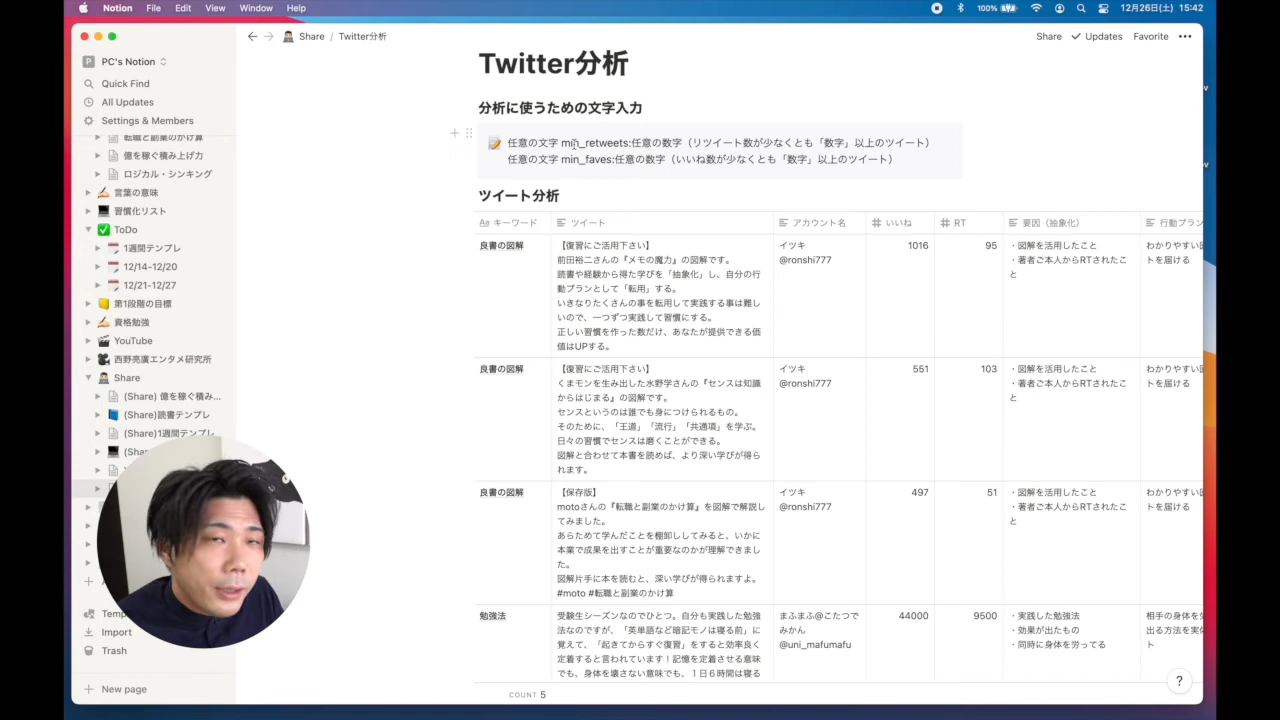 Notion File Edit View Window Help 100% 12月26日(土) 15:42
Share / Twitter分析 Share Updates Favorite
P PC's Notion
Quick Find
All Updates
Settings & Members
転職と副業のかけ算
億を稼ぐ積み上げ力
ロジカル・シンキング
言葉の意味
習慣化リスト
ToDo
1週間テンプレ
12/14-12/20
12/21-12/27
第1段階の目標
資格勉強
YouTube
西野亮廣エンタメ研究所
Share
(Share) 億を稼ぐ積み...
(Share)読書テンプレ
(Share)1週間テンプレ
Import
Trash
New page
Twitter分析
分析に使うための文字入力
任意の文字 min_retweets:任意の数字（リツイート数が少なくとも「数字」以上のツイート）
任意の文字 min_faves:任意の数字（いいね数が少なくとも「数字」以上のツイート）
ツイート分析
Aa キーワード ツイート アカウント名 # いいね # RT 要因（抽象化） 行動プラン
良書の図解
【復習にご活用下さい】
前田裕二さんの『メモの魔力』の図解です。
読書や経験から得た学びを「抽象化」し、自分の行
動プランとして「転用」する。
いきなりたくさんの事を転用して実践する事は難し
いので、一つずつ実践して習慣にする。
正しい習慣を作った数だけ、あなたが提供できる価
値はUPする。
イツキ
@ronshi777
1016
95
・図解を活用したこと
・著者ご本人からRTされたこ
と
わかりやすい図
トを届ける
良書の図解
【復習にご活用下さい】
くまモンを生み出した水野学さんの『センスは知識
からはじまる』の図解です。
センスというのは誰でも身につけられるもの。
そのために、「王道」「流行」「共通項」を学ぶ。
日々の習慣でセンスは磨くことができる。
図解と合わせて本書を読めば、より深い学びが得ら
れます。
イツキ
@ronshi777
551
103
・図解を活用したこと
・著者ご本人からRTされたこ
と
わかりやすい図
トを届ける
良書の図解
【保存版】
motoさんの『転職と副業のかけ算』を図解で解説し
てみました。
あらためて学んだことを棚卸ししてみると、いかに
本業で成果を出すことが重要なのかが理解できまし
た。
図解片手に本を読むと、深い学びが得られますよ。
#moto #転職と副業のかけ算
イツキ
@ronshi777
497
51
・図解を活用したこと
・著者ご本人からRTされたこ
と
わかりやすい図
トを届ける
勉強法
受験生シーズンなのでひとつ。自分も実践した勉強
法なのですが、「英単語など暗記モノは寝る前」に
覚えて、「起きてからすぐ復習」をすると効率良く
定着すると言われています！記憶を定着させる意味
でも、身体を壊さない意味でも、１日６時間は寝る
まふまふ@こたつで
みかん
@uni_mafumafu
44000
9500
・実践した勉強法
・効果が出たもの
・同時に身体を労ってる
相手の身体を労
出る方法を実体
ト
COUNT 5
?